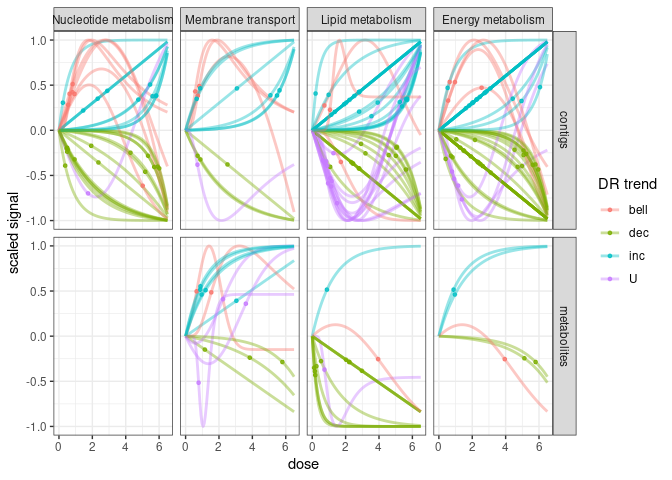 Nucleotide metabolism Membrane transport Lipid metabolism Energy metabolism
1.0
0.5
0.0
-0.5
-1.0
contigs
1.0
0.5
0.0
-0.5
-1.0
metabolites
0 2 4 6 0 2 4 6 0 2 4 6 0 2 4 6
dose
scaled signal
DR trend
bell
dec
inc
U